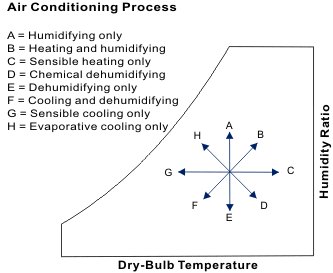 Air Conditioning Process
A = Humidifying only
B = Heating and humidifying
C = Sensible heating only
D = Chemical dehumidifying
E = Dehumidifying only
F = Cooling and dehumidifying
G = Sensible cooling only
H = Evaporative cooling only
A
H
B
G
C
F
D
E
Humidity Ratio
Dry-Bulb Temperature